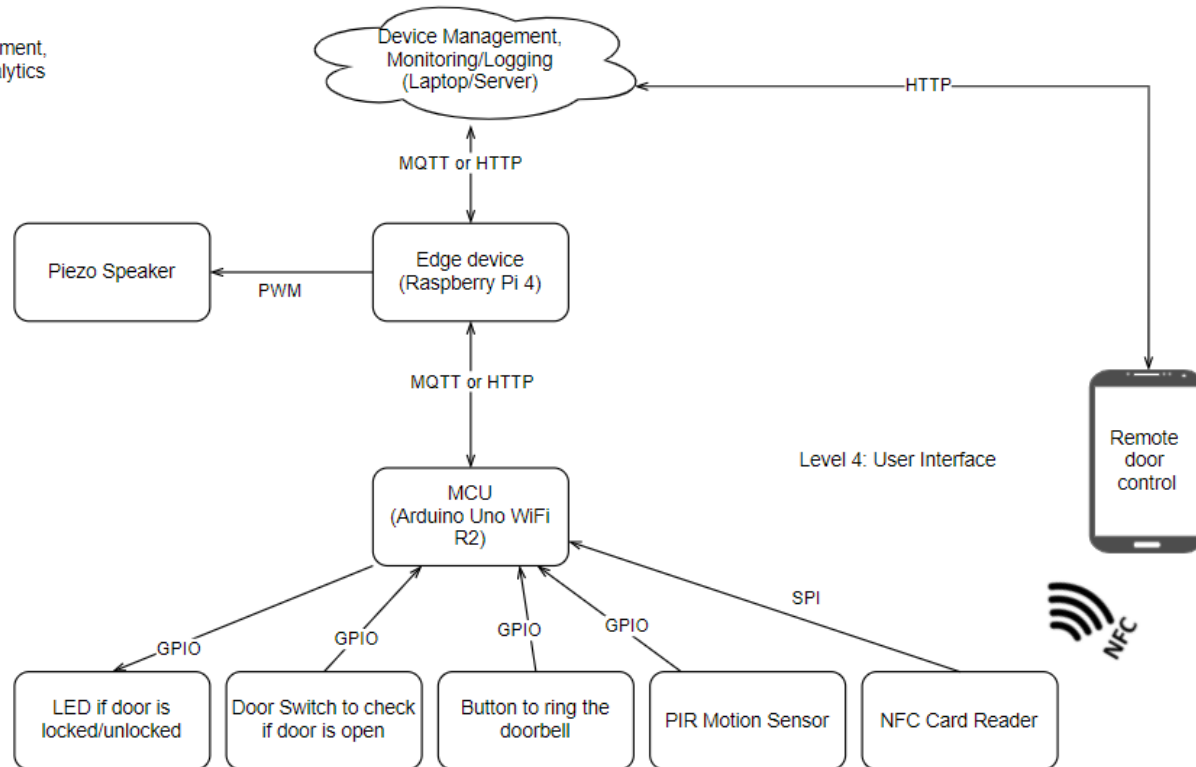 ment,
lytics
Device Management,
Monitoring/Logging
(Laptop/Server)
HTTP
MQTT or HTTP
Piezo Speaker
PWM
Edge device
(Raspberry Pi 4)
MQTT or HTTP
Level 4: User Interface
Remote
door
control
MCU
(Arduino Uno WiFi
R2)
GPIO
GPIO
GPIO
GPIO
SPI
NFC
LED if door is
locked/unlocked
Door Switch to check
if door is open
Button to ring the
doorbell
PIR Motion Sensor
NFC Card Reader